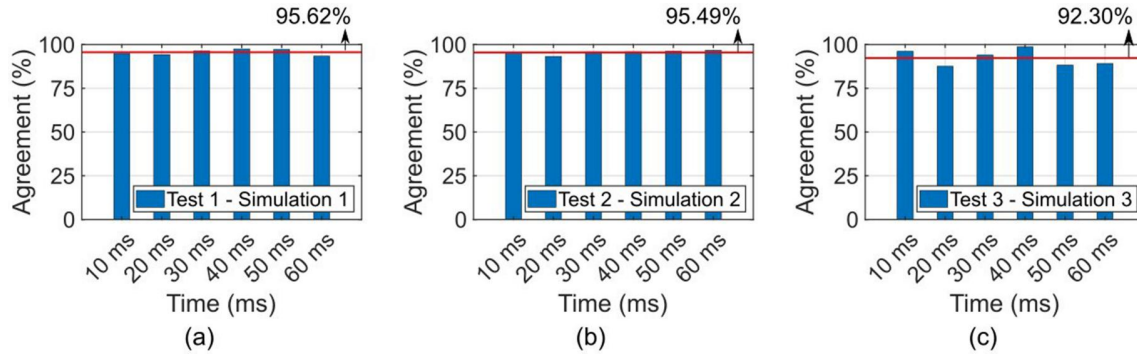 95.62%
Agreement (%)
100
75
50
25
0
Test 1 - Simulation 1
10 ms
20 ms
30 ms
40 ms
50 ms
60 ms
Time (ms)
(a)
95.49%
Agreement (%)
100
75
50
25
0
Test 2 - Simulation 2
10 ms
20 ms
30 ms
40 ms
50 ms
60 ms
Time (ms)
(b)
92.30%
Agreement (%)
100
75
50
25
0
Test 3 - Simulation 3
10 ms
20 ms
30 ms
40 ms
50 ms
60 ms
Time (ms)
(c)